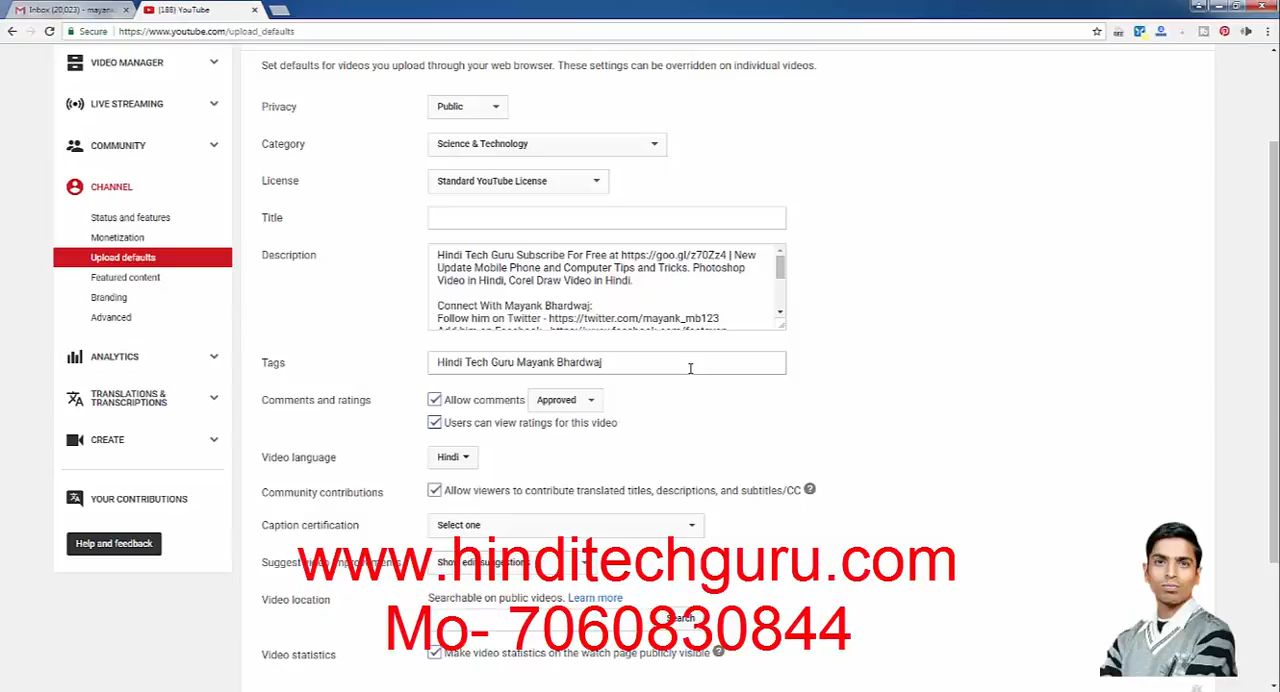 Inbox (20,023) - mayank
(188) YouTube
Secure
https://www.youtube.com/upload_defaults
VIDEO MANAGER
LIVE STREAMING
COMMUNITY
CHANNEL
Status and features
Monetization
Upload defaults
Featured content
Branding
Advanced
ANALYTICS
TRANSLATIONS &
TRANSCRIPTIONS
CREATE
YOUR CONTRIBUTIONS
Help and feedback
Set defaults for videos you upload through your web browser. These settings can be overridden on individual videos.
Privacy
Public
Category
Science & Technology
License
Standard YouTube License
Title
Description
Hindi Tech Guru Subscribe For Free at https://goo.gl/z70Zz4 | New
Update Mobile Phone and Computer Tips and Tricks. Photoshop
Video in Hindi, Corel Draw Video in Hindi.
Connect With Mayank Bhardwaj:
Follow him on Twitter - https://twitter.com/mayank_mb123
Tags
Hindi Tech Guru Mayank Bhardwaj
Comments and ratings
Allow comments
Approved
Users can view ratings for this video
Video language
Hindi
Community contributions
Allow viewers to contribute translated titles, descriptions, and subtitles/CC
Caption certification
Select one
Suggest video improvements
Show edit suggestions
www.hinditechguru.com
Video location
Searchable on public videos. Learn more
Search
Mo- 7060830844
Video statistics
Make video statistics on the watch page publicly visible